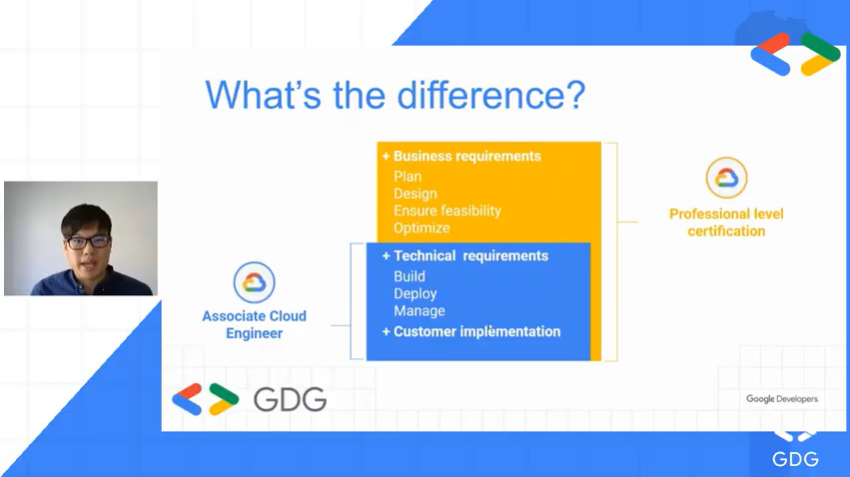 What's the difference?
+ Business requirements
Plan
Design
Ensure feasibility
Optimize
+ Technical requirements
Build
Deploy
Manage
+ Customer implementation
Associate Cloud
Engineer
Professional level
certification
GDG
Google Developers
GDG